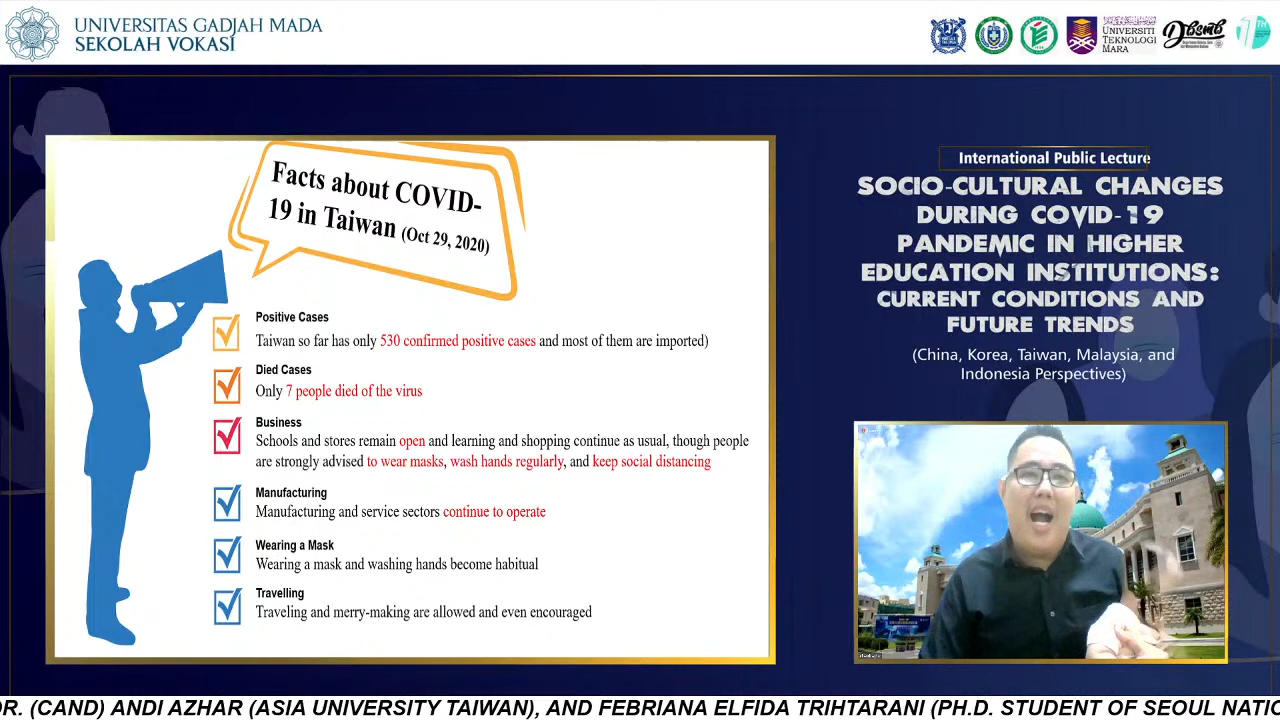 UNIVERSITAS GADJAH MADA
SEKOLAH VOKASI
UNIVERSITI
TEKNOLOGI
MARA
Facts about COVID-
19 in Taiwan (Oct 29, 2020)
Positive Cases
Taiwan so far has only 530 confirmed positive cases and most of them are imported)
Died Cases
Only 7 people died of the virus
Business
Schools and stores remain open and learning and shopping continue as usual, though people
are strongly advised to wear masks, wash hands regularly, and keep social distancing
Manufacturing
Manufacturing and service sectors continue to operate
Wearing a Mask
Wearing a mask and washing hands become habitual
Travelling
Traveling and merry-making are allowed and even encouraged
International Public Lecture
SOCIO-CULTURAL CHANGES
DURING COVID-19
PANDEMIC IN HIGHER
EDUCATION INSTITUTIONS:
CURRENT CONDITIONS AND
FUTURE TRENDS
(China, Korea, Taiwan, Malaysia, and
Indonesia Perspectives)
DR. (CAND) ANDI AZHAR (ASIA UNIVERSITY TAIWAN), AND FEBRIANA ELFIDA TRIHTARANI (PH.D. STUDENT OF SEOUL NATIO